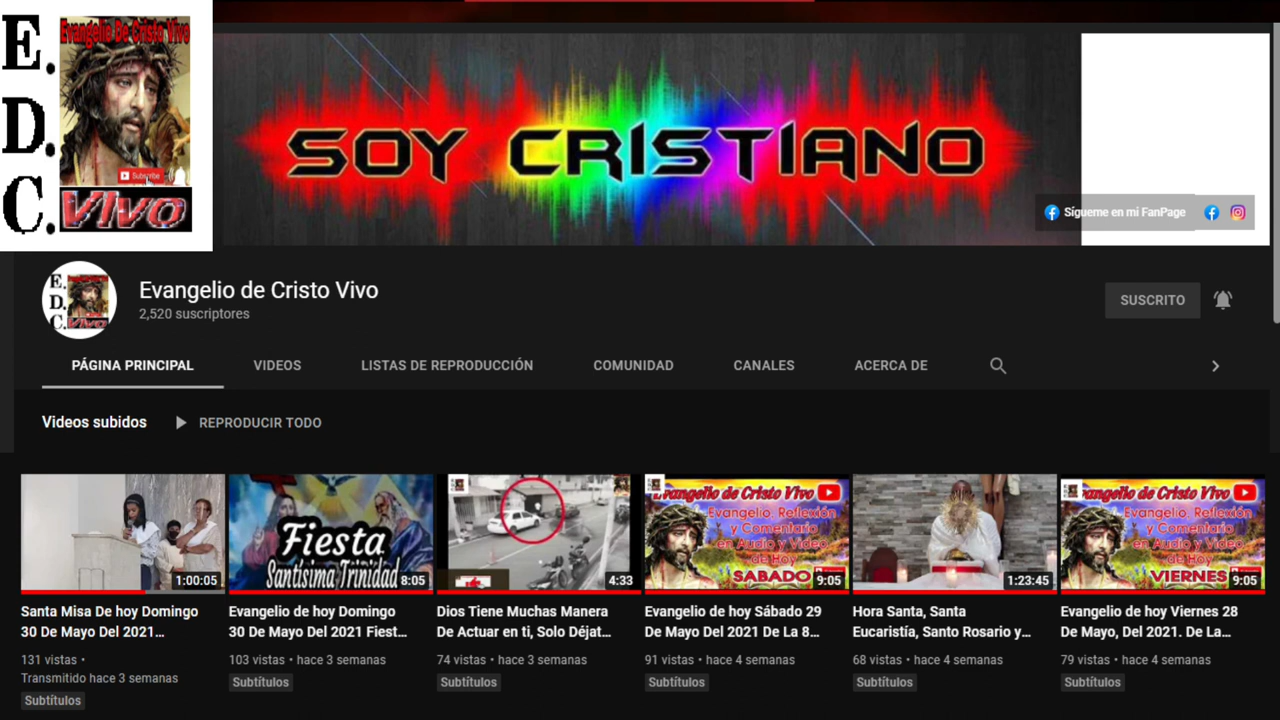 Evangelio De Cristo Vivo
E.
D.
C.
Subscribe
Vivo
SOY CRISTIANO
Sígueme en mi FanPage
E.
D.
C.
Vivo
Evangelio de Cristo Vivo
2,520 suscriptores
SUSCRITO
PÁGINA PRINCIPAL
VIDEOS
LISTAS DE REPRODUCCIÓN
COMUNIDAD
CANALES
ACERCA DE
Videos subidos
REPRODUCIR TODO
1:00:05
Santa Misa De hoy Domingo
30 De Mayo Del 2021...
131 vistas •
Transmitido hace 3 semanas
Subtítulos
Fiesta
Santísima Trinidad
8:05
Evangelio de hoy Domingo
30 De Mayo Del 2021 Fiest...
103 vistas • hace 3 semanas
Subtítulos
4:33
Dios Tiene Muchas Manera
De Actuar en ti, Solo Déjat...
74 vistas • hace 3 semanas
Subtítulos
Evangelio de Cristo Vivo
Evangelio, Reflexión
y Comentario
en Audio y Video
de Hoy
SABADO
9:05
Evangelio de hoy Sábado 29
De Mayo Del 2021 De La 8...
91 vistas • hace 4 semanas
Subtítulos
1:23:45
Hora Santa, Santa
Eucaristía, Santo Rosario y...
68 vistas • hace 4 semanas
Subtítulos
Evangelio de Cristo Vivo
Evangelio, Reflexión
y Comentario
en Audio y Video
de Hoy
VIERNES
9:05
Evangelio de hoy Viernes 28
De Mayo, Del 2021. De La...
79 vistas • hace 4 semanas
Subtítulos